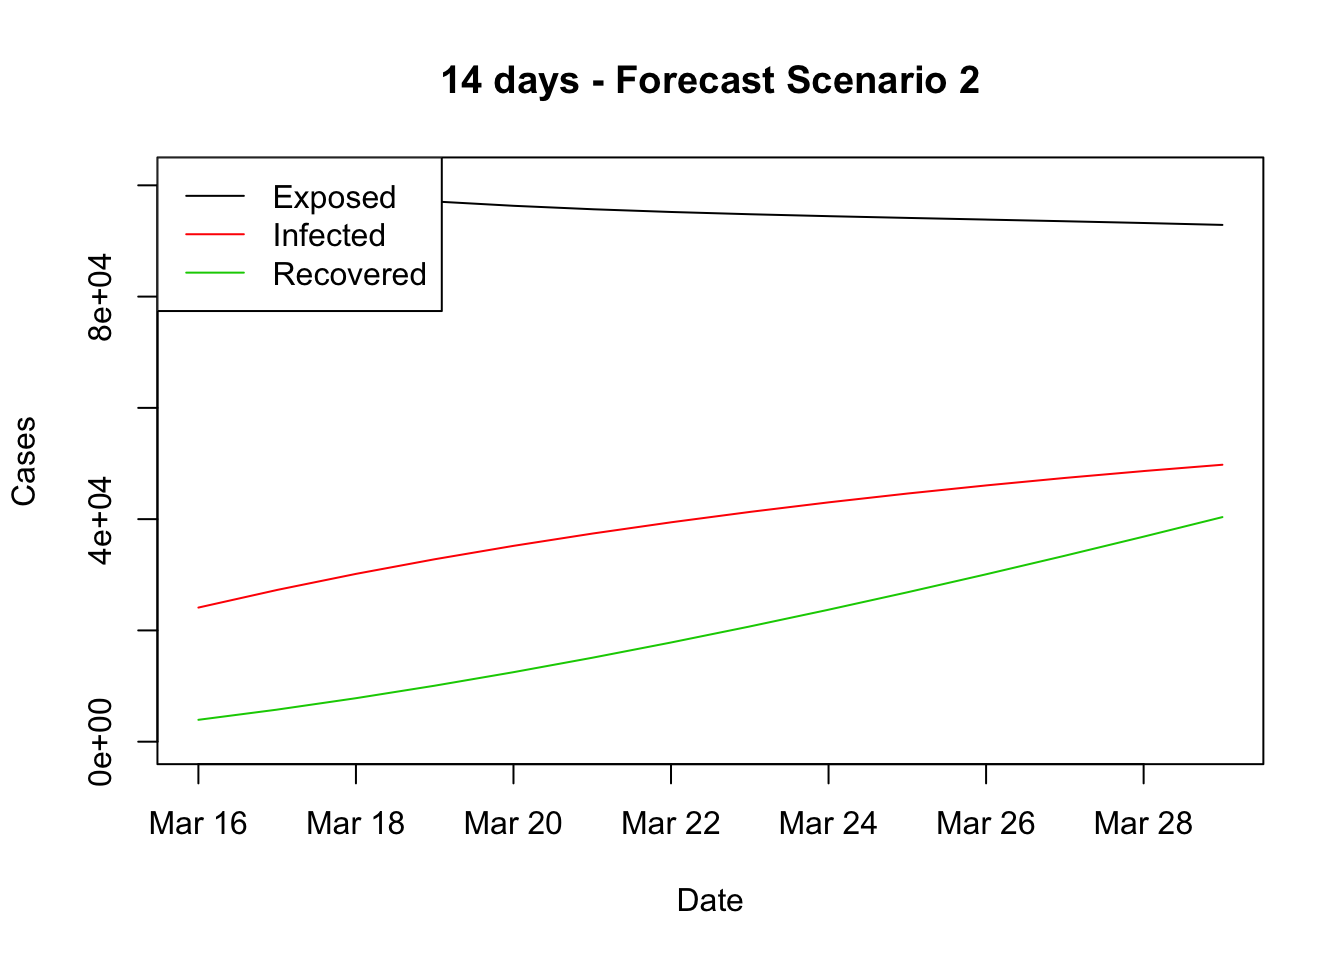 14 days - Forecast Scenario 2
Exposed
Infected
Recovered
8e+04
4e+04
0e+00
Cases
Mar 16 Mar 18 Mar 20 Mar 22 Mar 24 Mar 26 Mar 28
Date